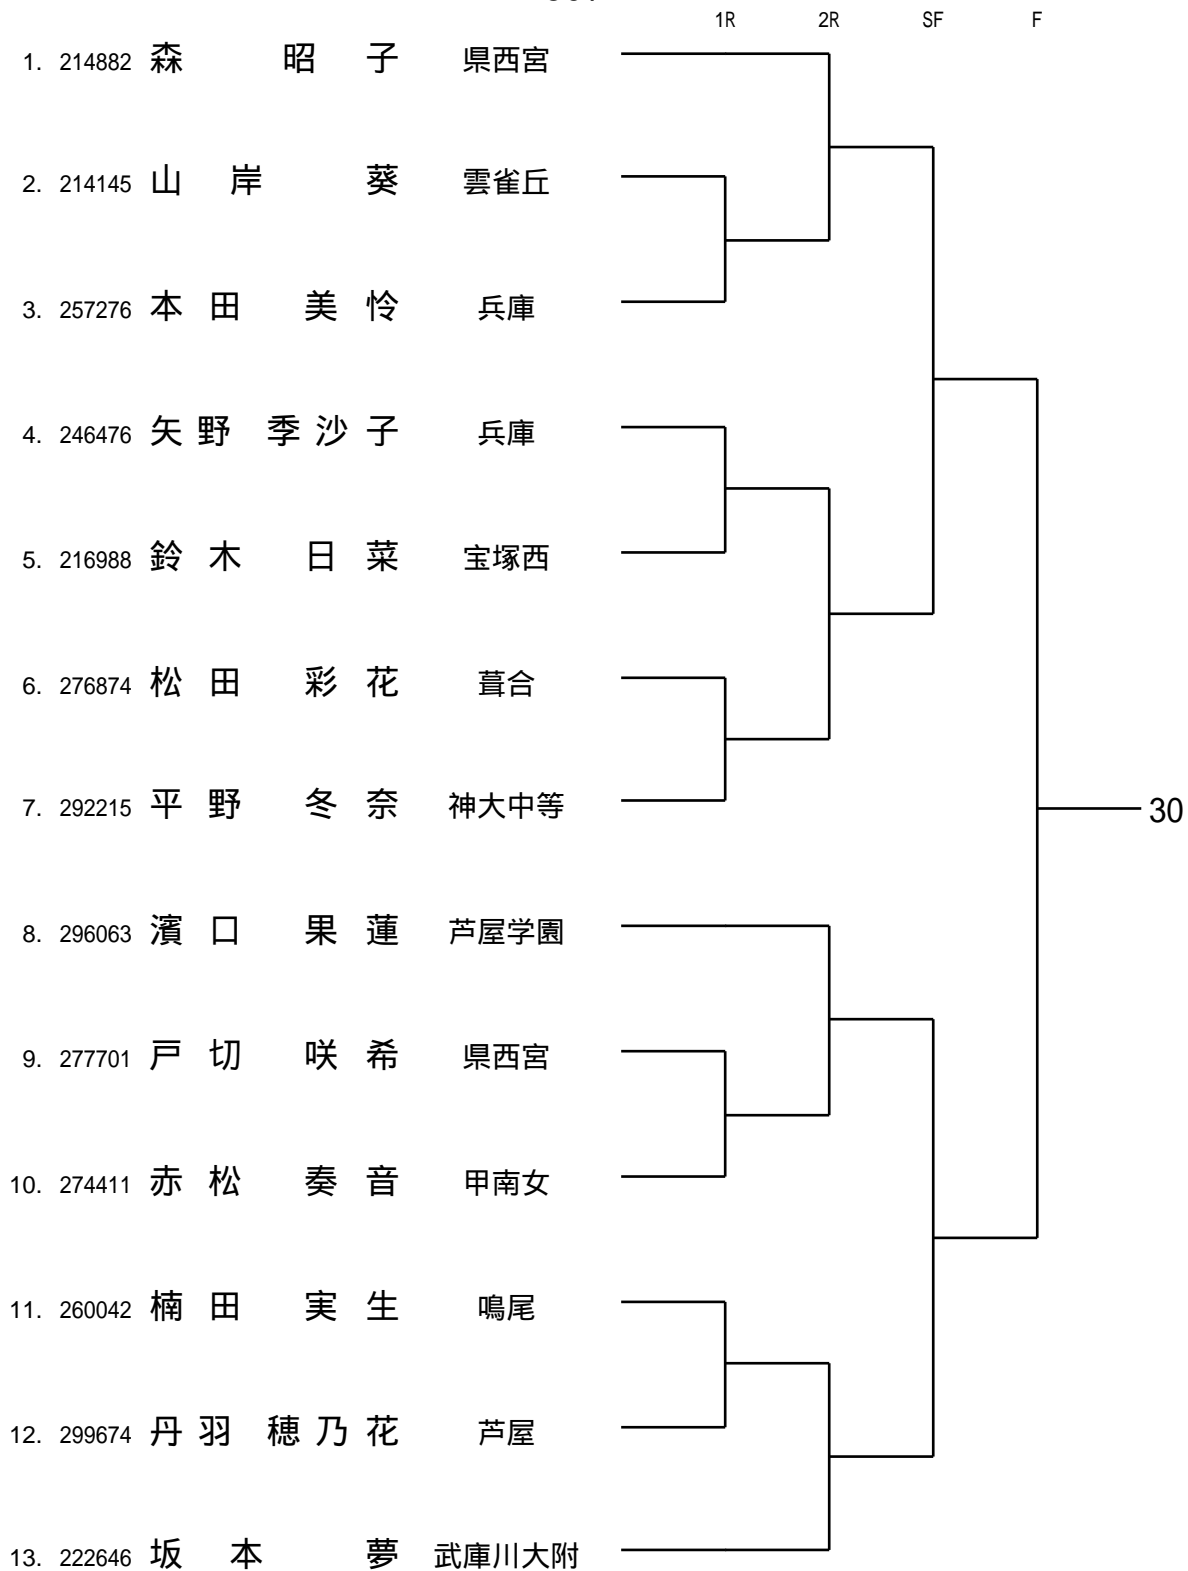 1R 2R SF F
1. 214882 森 昭 子 県西宮
2. 214145 山 岸 葵 雲雀丘
3. 257276 本 田 美 怜 兵庫
4. 246476 矢 野 季 沙 子 兵庫
5. 216988 鈴 木 日 菜 宝塚西
6. 276874 松 田 彩 花 葺合
7. 292215 平 野 冬 奈 神大中等
30
8. 296063 濱 口 果 蓮 芦屋学園
9. 277701 戸 切 咲 希 県西宮
10. 274411 赤 松 奏 音 甲南女
11. 260042 楠 田 実 生 鳴尾
12. 299674 丹 羽 穂 乃 花 芦屋
13. 222646 坂 本 夢 武庫川大附